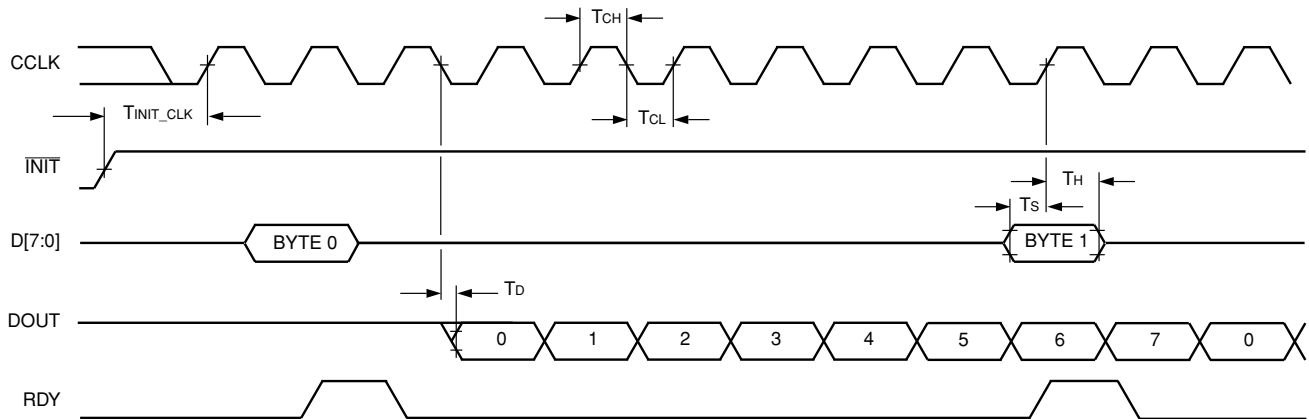 TCH
CCLK
TINIT_CLK
TCL
INIT
TH
TS
D[7:0]
BYTE 0
BYTE 1
TD
DOUT
0 1 2 3 4 5 6 7 0
RDY